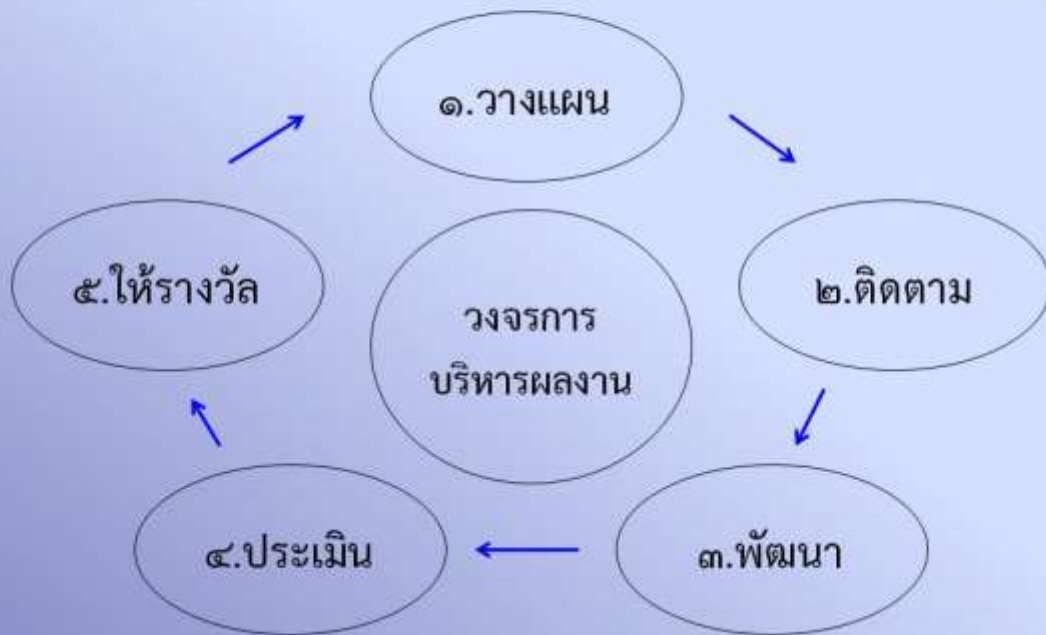 ๑.วางแผน
๒.ติดตาม
๓.พัฒนา
๔.ประเมิน
๕.ให้รางวัล
วงจรการ
บริหารผลงาน